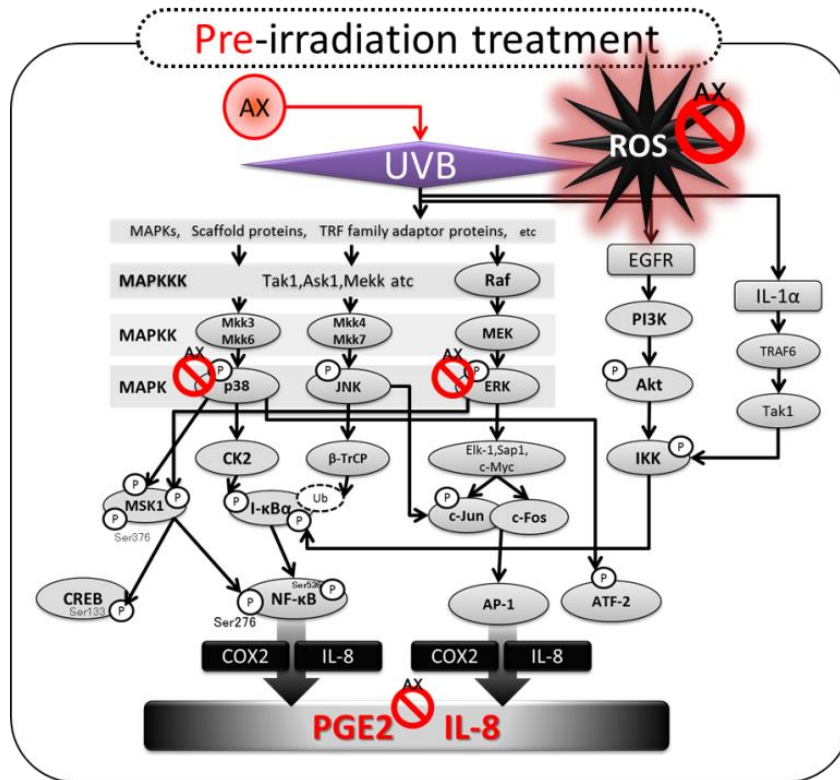 Pre-irradiation treatment
AX
AX
ROS
UVB
MAPKs, Scaffold proteins, TRF family adaptor proteins, etc
EGFR
MAPKKK Tak1,Ask1,Mekk atc Raf
IL-1α
PI3K
MAPKK
Mkk3
Mkk6
Mkk4
Mkk7
MEK
TRAF6
AX
AX
P
P
P
P
MAPK p38 JNK ERK
Akt
Tak1
CK2
β-TrCP
Elk-1,Sap1,
c-Myc
IKK
P
P
MSK1
P
P
Ser376
P
I-κBα
Ub
P
P
c-Jun
c-Fos
CREB
Ser133
P
Ser276
P
NF-κB
Ser536
P
AP-1
P
ATF-2
COX2 IL-8
COX2 IL-8
AX
PGE2 IL-8